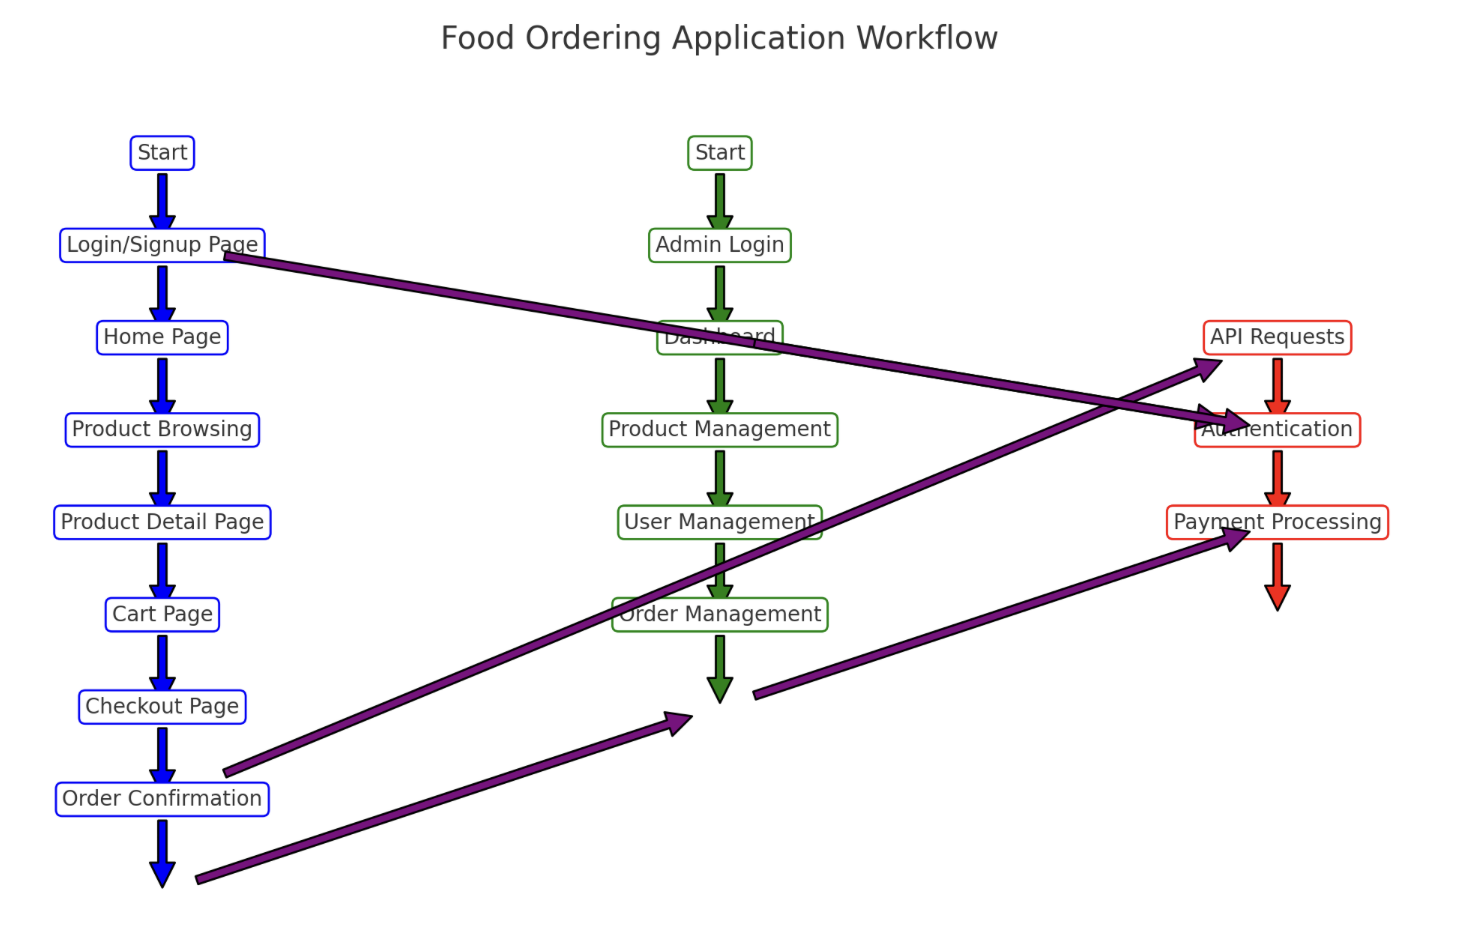 Food Ordering Application Workflow
Start
Login/Signup Page
Home Page
Product Browsing
Product Detail Page
Cart Page
Checkout Page
Order Confirmation
Start
Admin Login
Dashboard
Product Management
User Management
Order Management
API Requests
Authentication
Payment Processing